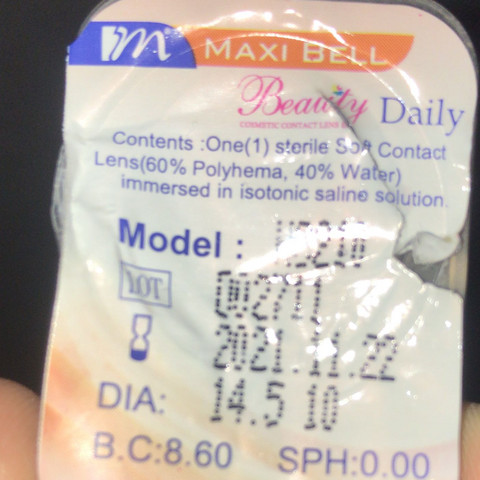 m® MAXI BELL
Beauty Daily
COSMETIC CONTACT LENS
Contents :One(1) sterile Soft Contact
Lens(60% Polyhema, 40% Water)
immersed in isotonic saline solution.
Model :
LOT
2021.11.22
DIA: 14.5 10
B.C:8.60 SPH:0.00